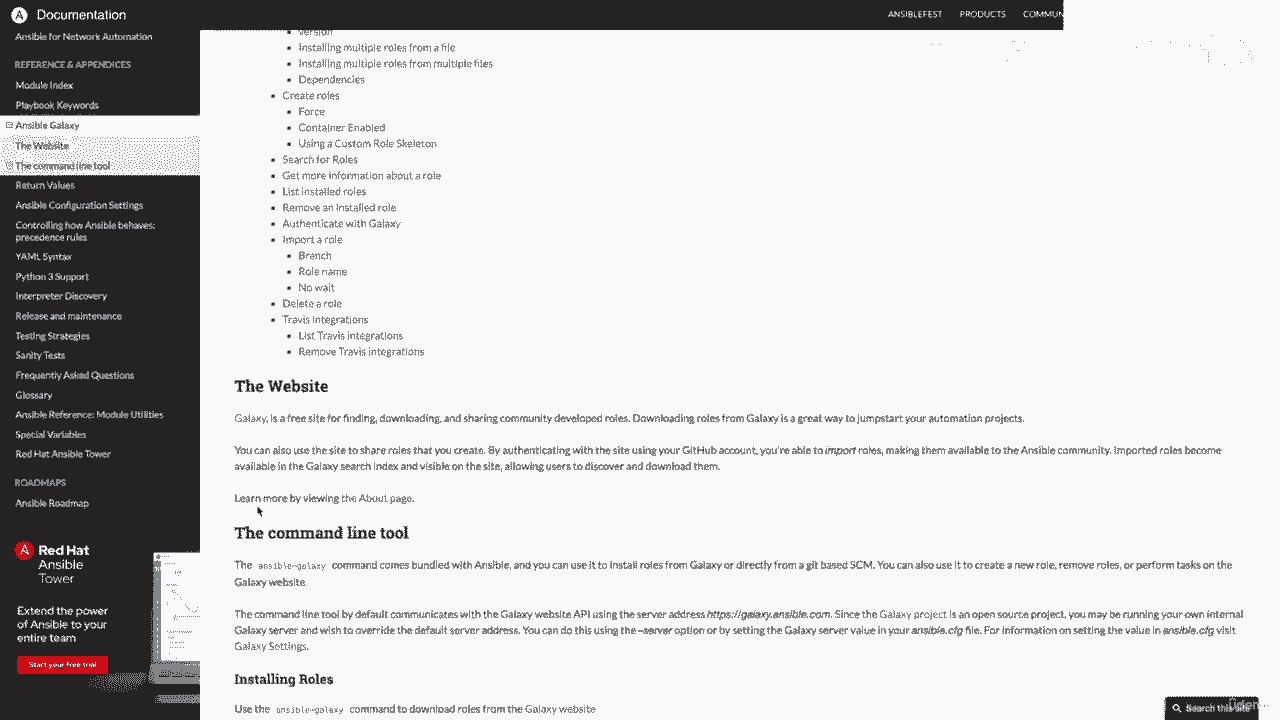 Documentation
ANSIBLEFEST PRODUCTS COMMUN
Ansible for Network Automation
REFERENCE & APPENDICES
Module Index
Playbook Keywords
Ansible Galaxy
The Website
The command line tool
Return Values
Ansible Configuration Settings
Controlling how Ansible behaves:
precedence rules
YAML Syntax
Python 3 Support
Interpreter Discovery
Release and maintenance
Testing Strategies
Sanity Tests
Frequently Asked Questions
Glossary
Ansible Reference: Module Utilities
Special Variables
Red Hat Ansible Tower
ROADMAPS
Ansible Roadmap
Red Hat
Ansible
Tower
Extend the power
of Ansible to your
entire team
Start your free trial
Version
Installing multiple roles from a file
Installing multiple roles from multiple files
Dependencies
Create roles
Force
Container Enabled
Using a Custom Role Skeleton
Search for Roles
Get more information about a role
List installed roles
Remove an installed role
Authenticate with Galaxy
Import a role
Branch
Role name
No wait
Delete a role
Travis integrations
List Travis integrations
Remove Travis integrations
The Website
Galaxy, is a free site for finding, downloading, and sharing community developed roles. Downloading roles from Galaxy is a great way to jumpstart your automation projects.
You can also use the site to share roles that you create. By authenticating with the site using your GitHub account, you're able to import roles, making them available to the Ansible community. Imported roles become
available in the Galaxy search index and visible on the site, allowing users to discover and download them.
Learn more by viewing the About page.
The command line tool
The ansible-galaxy command comes bundled with Ansible, and you can use it to install roles from Galaxy or directly from a git based SCM. You can also use it to create a new role, remove roles, or perform tasks on the
Galaxy website.
The command line tool by default communicates with the Galaxy website API using the server address https://galaxy.ansible.com. Since the Galaxy project is an open source project, you may be running your own internal
Galaxy server and wish to override the default server address. You can do this using the –server option or by setting the Galaxy server value in your ansible.cfg file. For information on setting the value in ansible.cfg visit
Galaxy Settings.
Installing Roles
Use the ansible-galaxy command to download roles from the Galaxy website
Search this site